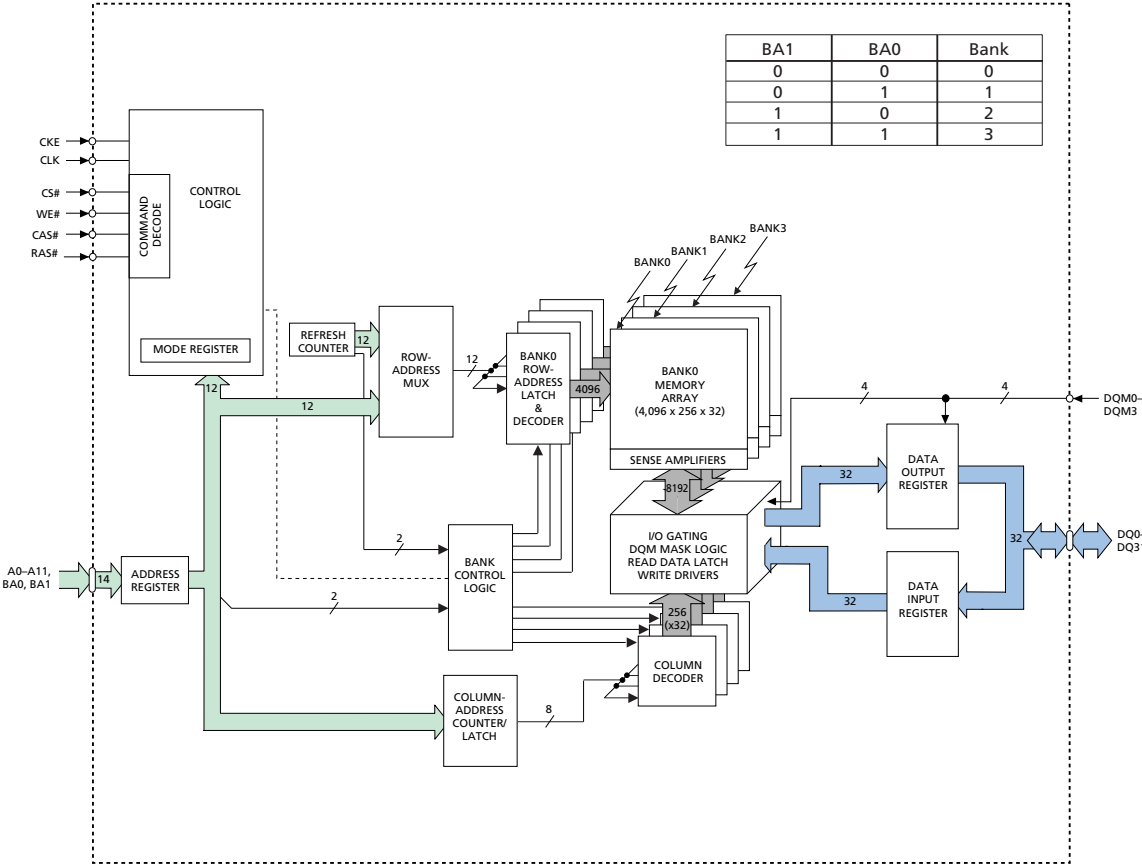 BA1 BA0 Bank
0 0 0
0 1 1
1 0 2
1 1 3
CKE
CLK
CS#
WE#
CAS#
RAS#
CONTROL
LOGIC
COMMAND
DECODE
MODE REGISTER
BANK3
BANK2
BANK1
BANK0
REFRESH
COUNTER
12
ROW-
ADDRESS
MUX
12
BANK0
ROW-
ADDRESS
LATCH
&
DECODER
4096
BANK0
MEMORY
ARRAY
(4,096 x 256 x 32)
SENSE AMPLIFIERS
12
12
4
4
DQM0–
DQM3
8192
DATA
OUTPUT
REGISTER
32
I/O GATING
DQM MASK LOGIC
READ DATA LATCH
WRITE DRIVERS
32
DQ0-
DQ31
2
BANK
CONTROL
LOGIC
A0–A11,
BA0, BA1
14
ADDRESS
REGISTER
2
32
DATA
INPUT
REGISTER
256
(x32)
COLUMN
DECODER
COLUMN-
ADDRESS
COUNTER/
LATCH
8